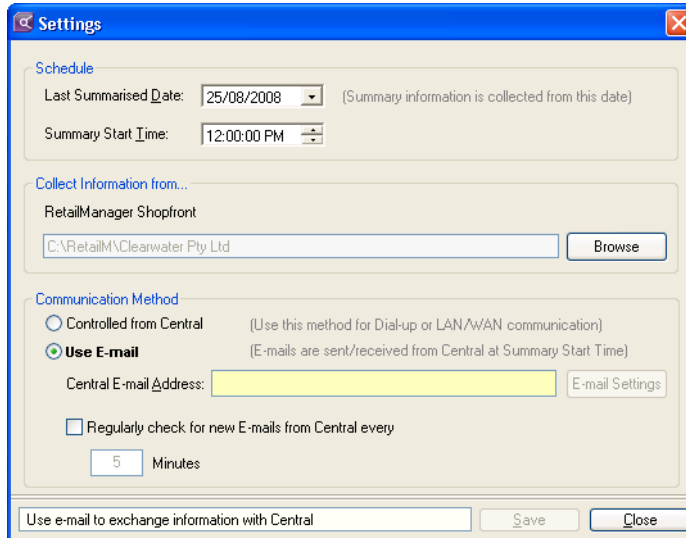 Settings
Schedule
Last Summarised Date: 25/08/2008 (Summary information is collected from this date)
Summary Start Time: 12:00:00 PM
Collect Information from...
RetailManager Shopfront
C:\RetailM\Clearwater Pty Ltd Browse
Communication Method
Controlled from Central (Use this method for Dial-up or LAN/WAN communication)
Use E-mail (E-mails are sent/received from Central at Summary Start Time)
Central E-mail Address: E-mail Settings
Regularly check for new E-mails from Central every
5 Minutes
Use e-mail to exchange information with Central Save Close